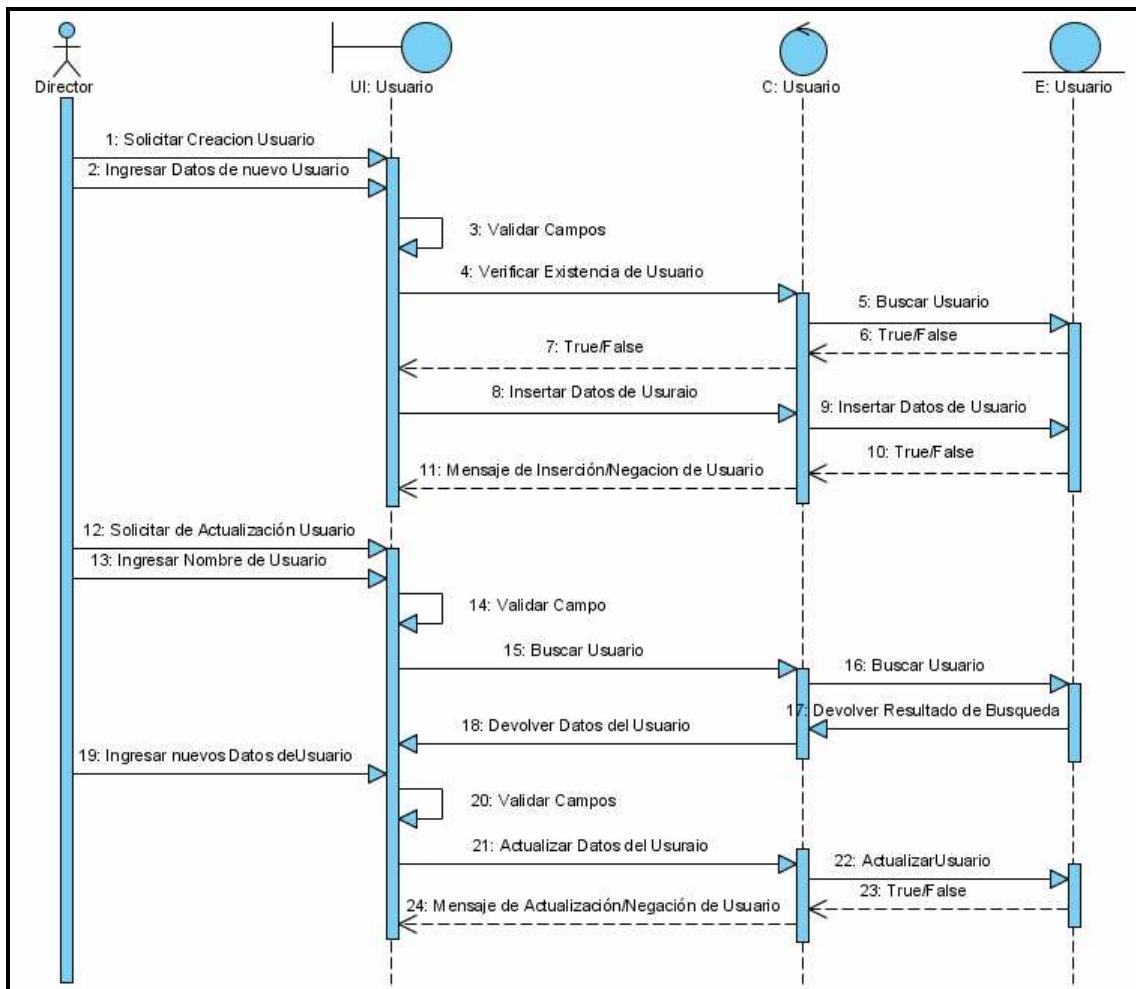 Director
UI: Usuario
C: Usuario
E: Usuario
1: Solicitar Creacion Usuario
2: Ingresar Datos de nuevo Usuario
3: Validar Campos
4: Verificar Existencia de Usuario
5: Buscar Usuario
6: True/False
7: True/False
8: Insertar Datos de Usuraio
9: Insertar Datos de Usuario
10: True/False
11: Mensaje de Inserción/Negacion de Usuario
12: Solicitar de Actualización Usuario
13: Ingresar Nombre de Usuario
14: Validar Campo
15: Buscar Usuario
16: Buscar Usuario
17: Devolver Resultado de Busqueda
18: Devolver Datos del Usuario
19: Ingresar nuevos Datos deUsuario
20: Validar Campos
21: Actualizar Datos del Usuraio
22: ActualizarUsuario
23: True/False
24: Mensaje de Actualización/Negación de Usuario